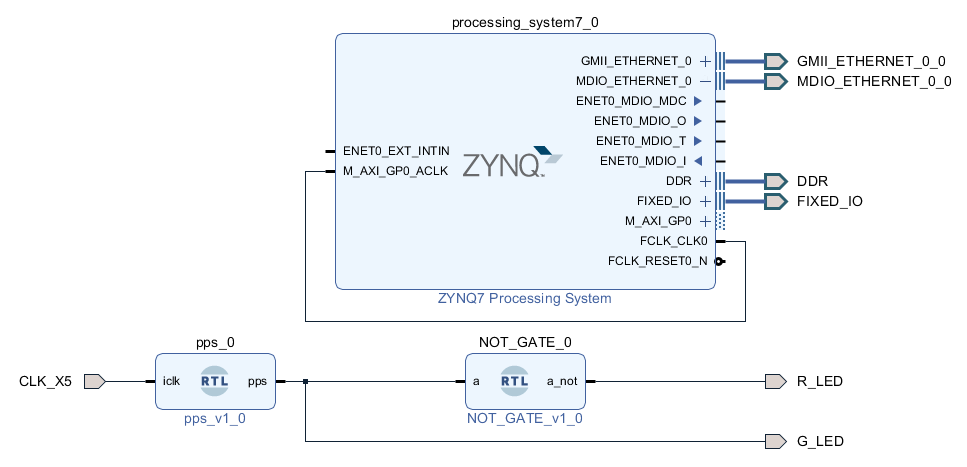 processing_system7_0
GMII_ETHERNET_0
GMII_ETHERNET_0_0
MDIO_ETHERNET_0
MDIO_ETHERNET_0_0
ENET0_MDIO_MDC
ENET0_MDIO_O
ENET0_MDIO_T
ENET0_EXT_INTIN
ENET0_MDIO_I
M_AXI_GP0_ACLK
ZYNQ
DDR
DDR
FIXED_IO
FIXED_IO
M_AXI_GP0
FCLK_CLK0
FCLK_RESET0_N
ZYNQ7 Processing System
pps_0
NOT_GATE_0
CLK_X5
iclk
RTL
pps
a
RTL
a_not
R_LED
pps_v1_0
NOT_GATE_v1_0
G_LED